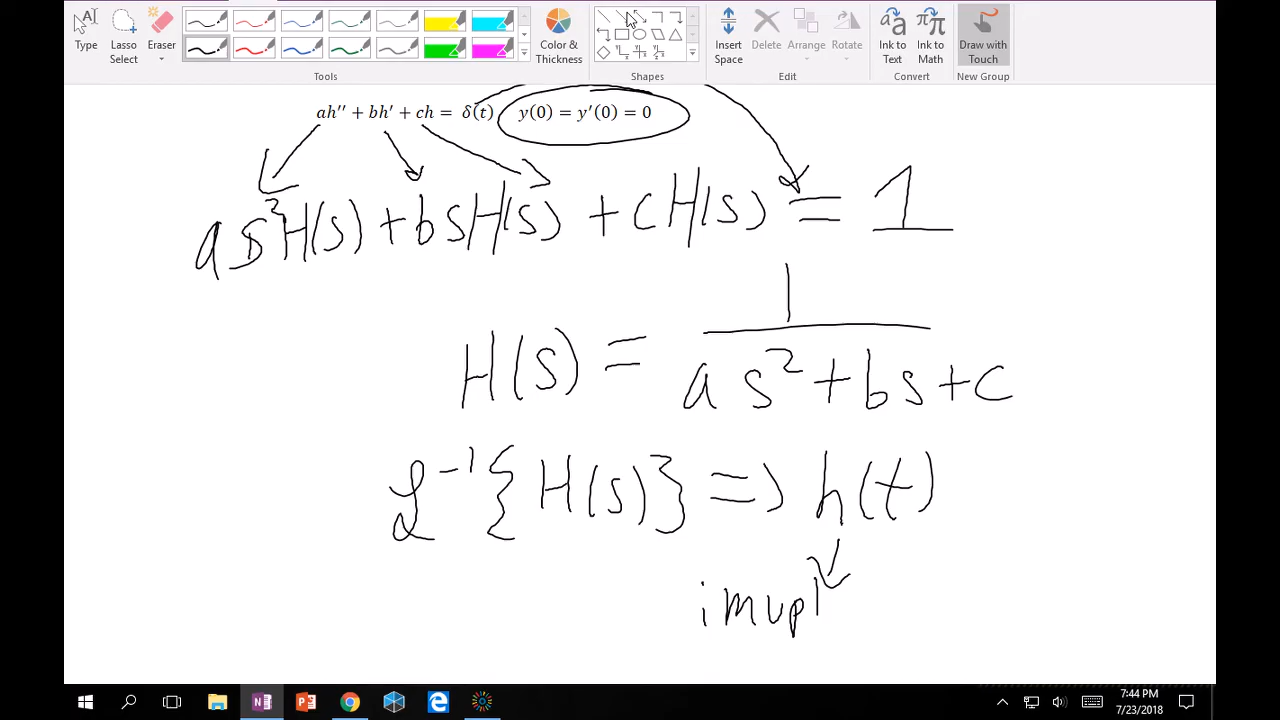 Type
Lasso Select
Eraser
Color & Thickness
Insert Space
Delete
Arrange
Rotate
Ink to Text
Ink to Math
Draw with Touch
Tools
Shapes
Edit
Convert
New Group
ah′′ + bh′ + ch = δ(t) y(0) = y′(0) = 0
as²H(s) + bsH(s) + cH(s) = 1
H(s) = 1 / as² + bs + c
ℒ⁻¹{H(s)} => h(t)
imupl
7:44 PM
7/23/2018